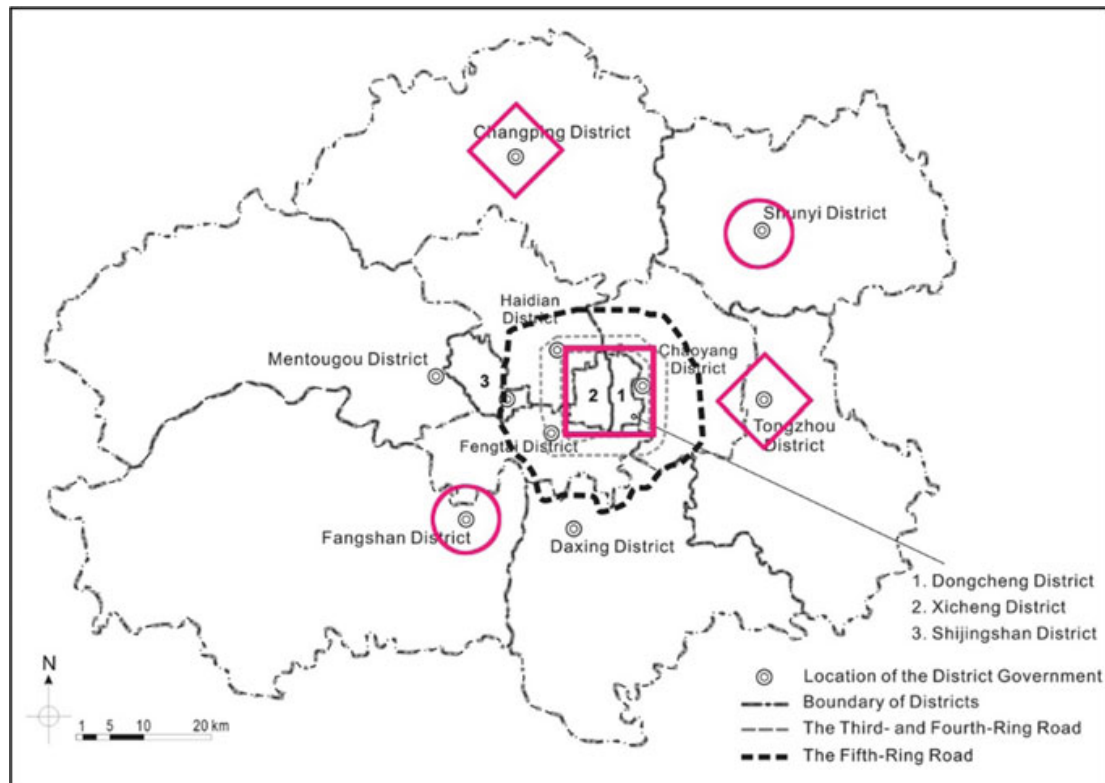 Changping District
Shunyi District
Haidian
District
Mentougou District
3
Chaoyang
District
2
1
Tongzhou
District
Fengtai District
Fangshan District
Daxing District
1. Dongcheng District
2. Xicheng District
3. Shijingshan District
N
Location of the District Government
Boundary of Districts
The Third- and Fourth-Ring Road
The Fifth-Ring Road
1 5 10 20 km